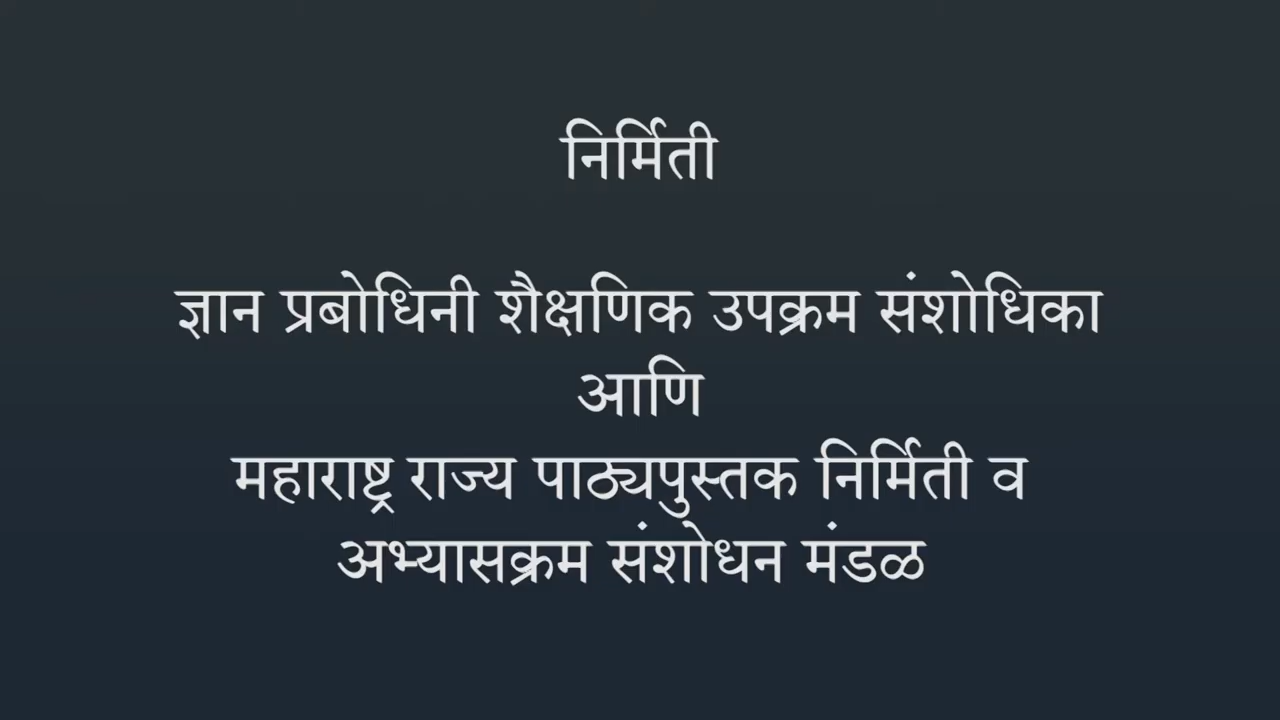 निर्मिती
ज्ञान प्रबोधिनी शैक्षणिक उपक्रम संशोधिका
आणि
महाराष्ट्र राज्य पाठ्यपुस्तक निर्मिती व
अभ्यासक्रम संशोधन मंडळ